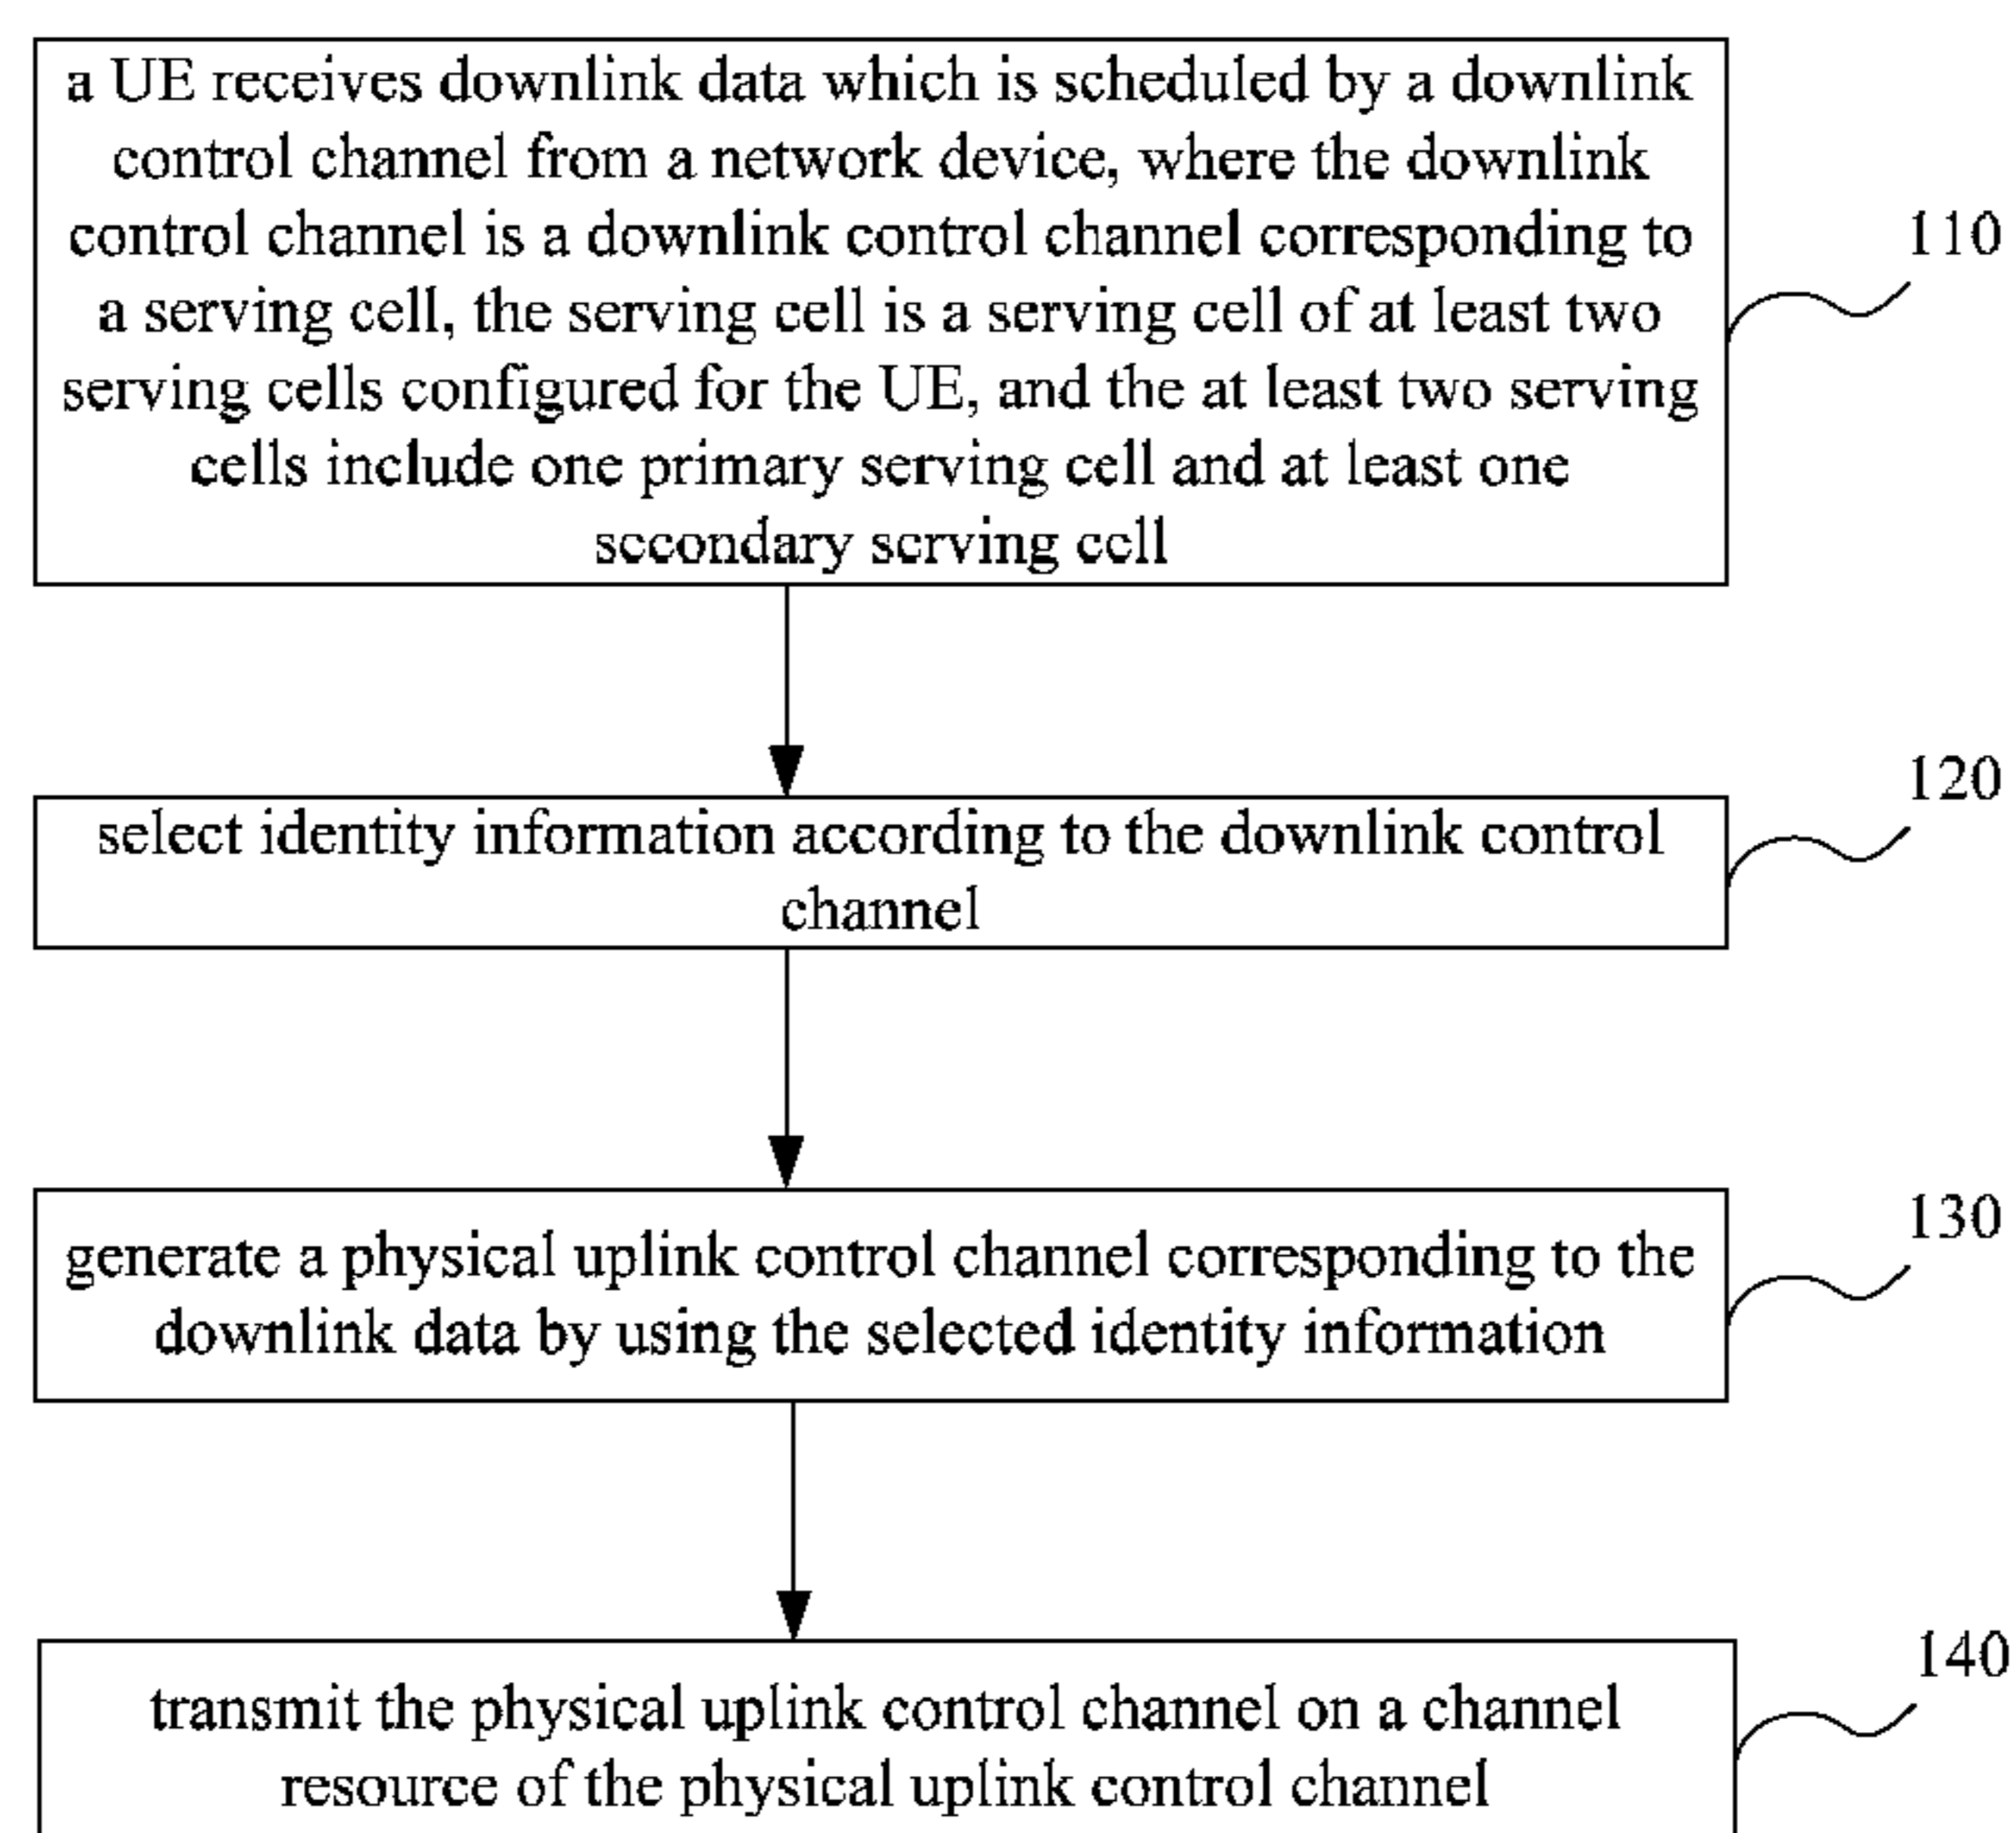 a UE receives downlink data which is scheduled by a downlink
control channel from a network device, where the downlink
control channel is a downlink control channel corresponding to
a serving cell, the serving cell is a serving cell of at least two
serving cells configured for the UE, and the at least two serving
cells include one primary serving cell and at least one
secondary serving cell
110
select identity information according to the downlink control
channel
120
generate a physical uplink control channel corresponding to the
downlink data by using the selected identity information
130
transmit the physical uplink control channel on a channel
resource of the physical uplink control channel
140